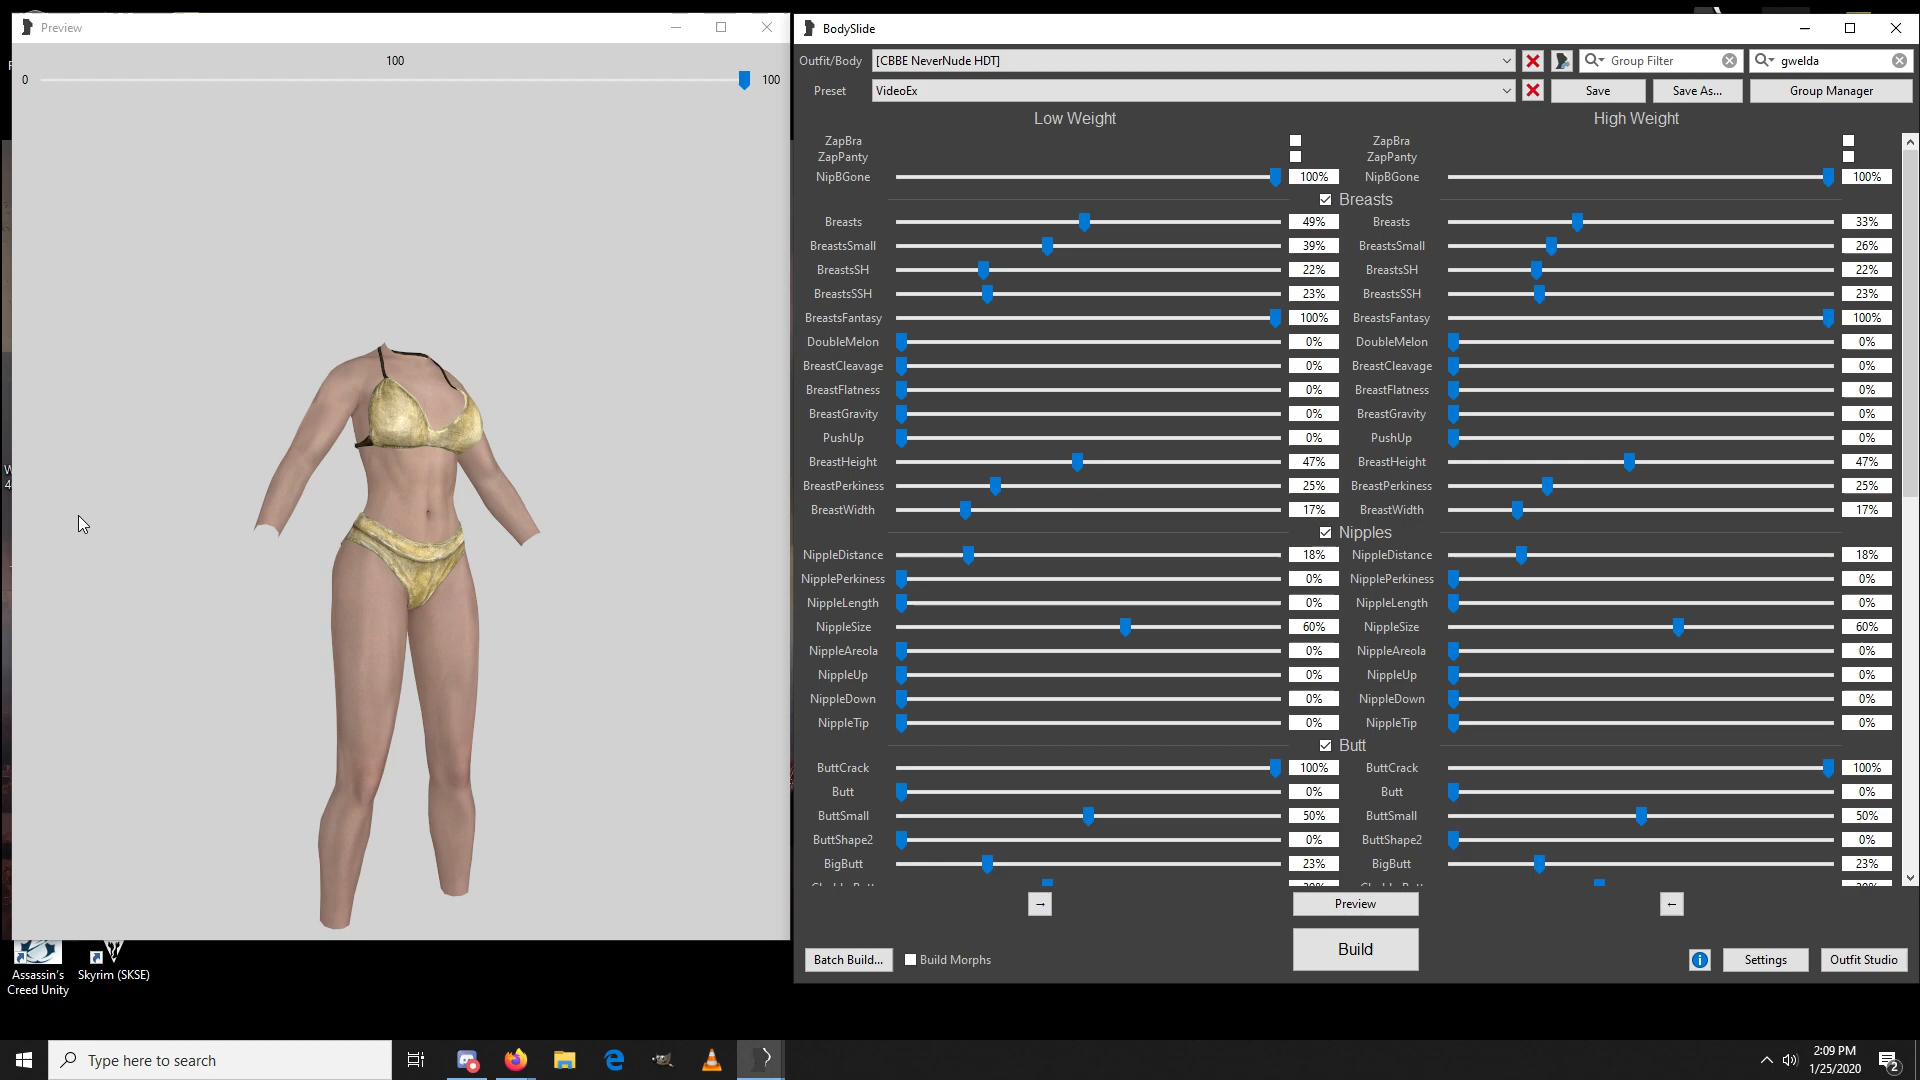 Preview
100
0
100
BodySlide
Outfit/Body
[CBBE NeverNude HDT]
Group Filter
gwelda
Preset
VideoEx
Save
Save As...
Group Manager
Low Weight
High Weight
ZapBra
ZapBra
ZapPanty
ZapPanty
NipBGone 100% NipBGone 100%
Breasts
Breasts 49% Breasts 33%
BreastsSmall 39% BreastsSmall 26%
BreastsSH 22% BreastsSH 22%
BreastsSSH 23% BreastsSSH 23%
BreastsFantasy 100% BreastsFantasy 100%
DoubleMelon 0% DoubleMelon 0%
BreastCleavage 0% BreastCleavage 0%
BreastFlatness 0% BreastFlatness 0%
BreastGravity 0% BreastGravity 0%
PushUp 0% PushUp 0%
BreastHeight 47% BreastHeight 47%
BreastPerkiness 25% BreastPerkiness 25%
BreastWidth 17% BreastWidth 17%
Nipples
NippleDistance 18% NippleDistance 18%
NipplePerkiness 0% NipplePerkiness 0%
NippleLength 0% NippleLength 0%
NippleSize 60% NippleSize 60%
NippleAreola 0% NippleAreola 0%
NippleUp 0% NippleUp 0%
NippleDown 0% NippleDown 0%
NippleTip 0% NippleTip 0%
Butt
ButtCrack 100% ButtCrack 100%
Butt 0% Butt 0%
ButtSmall 50% ButtSmall 50%
ButtShape2 0% ButtShape2 0%
BigButt 23% BigButt 23%
→
Preview
←
Build
Batch Build...
Build Morphs
Settings
Outfit Studio
Assassin's
Creed Unity
Skyrim (SKSE)
Type here to search
2:09 PM
1/25/2020
2